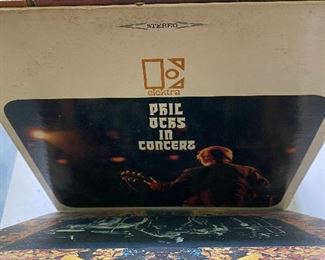 STEREO
elektra
PHIL
OCHS
IN
CONCERT